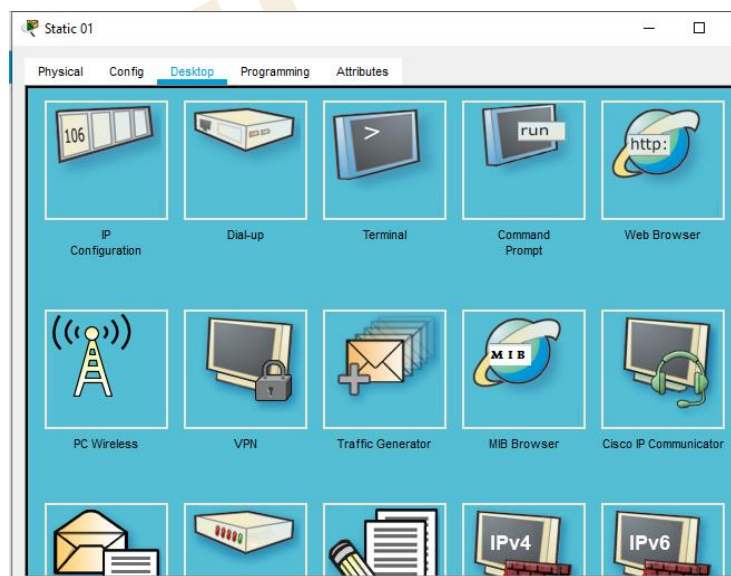 Static 01
Physical Config Desktop Programming Attributes
106
>
run
http:
IP
Configuration
Dial-up
Terminal
Command
Prompt
Web Browser
MIB
PC Wireless
VPN
Traffic Generator
MIB Browser
Cisco IP Communicator
IPv4
IPv6